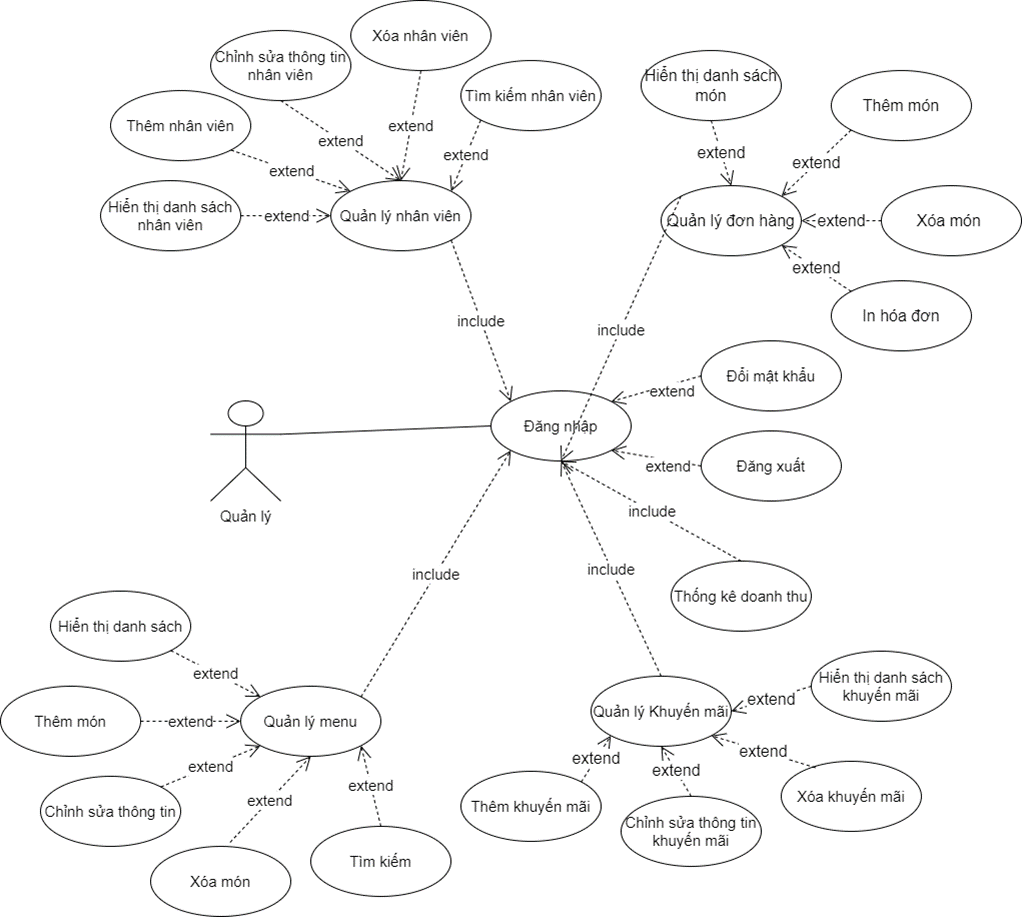 Xóa nhân viên
Chỉnh sửa thông tin
nhân viên
Tìm kiếm nhân viên
Thêm nhân viên
extend
extend
extend
extend
Hiển thị danh sách
nhân viên
extend
Quản lý nhân viên
Hiển thị danh sách
món
Thêm món
extend
extend
Quản lý đơn hàng
extend
Xóa món
extend
In hóa đơn
include
include
Đổi mật khẩu
extend
Đăng nhập
Đăng xuất
extend
Quản lý
include
include
include
Thống kê doanh thu
Hiển thị danh sách
extend
Thêm món
extend
Quản lý menu
Chỉnh sửa thông tin
extend
extend
extend
Xóa món
Tìm kiếm
Quản lý Khuyến mãi
Hiển thị danh sách
khuyến mãi
extend
extend
extend
extend
Thêm khuyến mãi
Chỉnh sửa thông tin
khuyến mãi
Xóa khuyến mãi